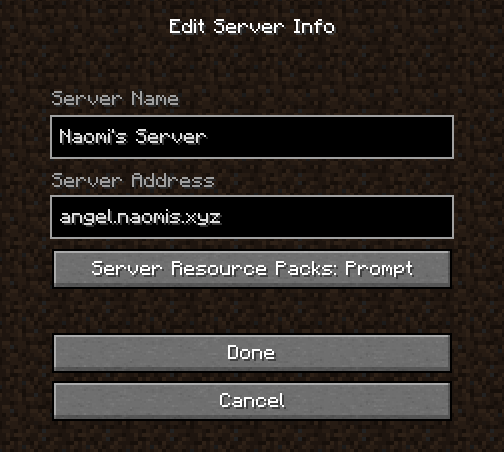 Edit Server Info
Server Name
Naomi's Server
Server Address
angel.naomis.xyz
Server Resource Packs: Prompt
Done
Cancel